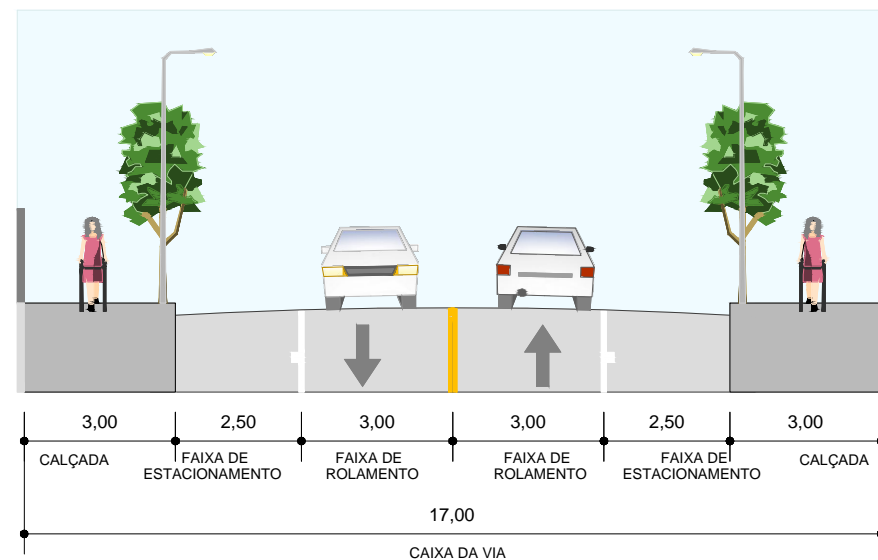 3,00 2,50 3,00 3,00 2,50 3,00
CALÇADA FAIXA DE ESTACIONAMENTO FAIXA DE ROLAMENTO FAIXA DE ROLAMENTO FAIXA DE ESTACIONAMENTO CALÇADA
17,00
CAIXA DA VIA